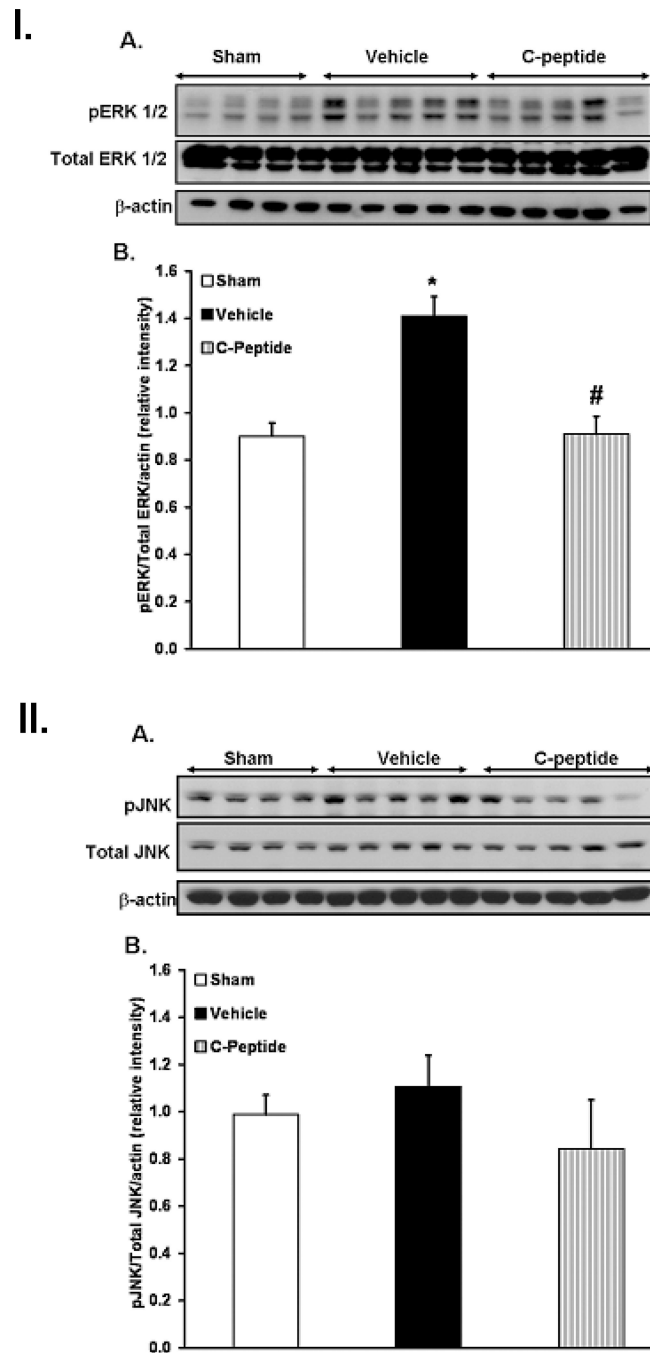 I.
A.
Sham Vehicle C-peptide
pERK 1/2
Total ERK 1/2
β-actin
B.
pERK/Total ERK/actin (relative intensity)
1.6
1.4
1.2
1.0
0.8
0.6
0.4
0.2
0.0
Sham
Vehicle
C-Peptide
*
#
II.
A.
Sham Vehicle C-peptide
pJNK
Total JNK
β-actin
B.
pJNK/Total JNK/actin (relative intensity)
1.6
1.4
1.2
1.0
0.8
0.6
0.4
0.2
0.0
Sham
Vehicle
C-Peptide